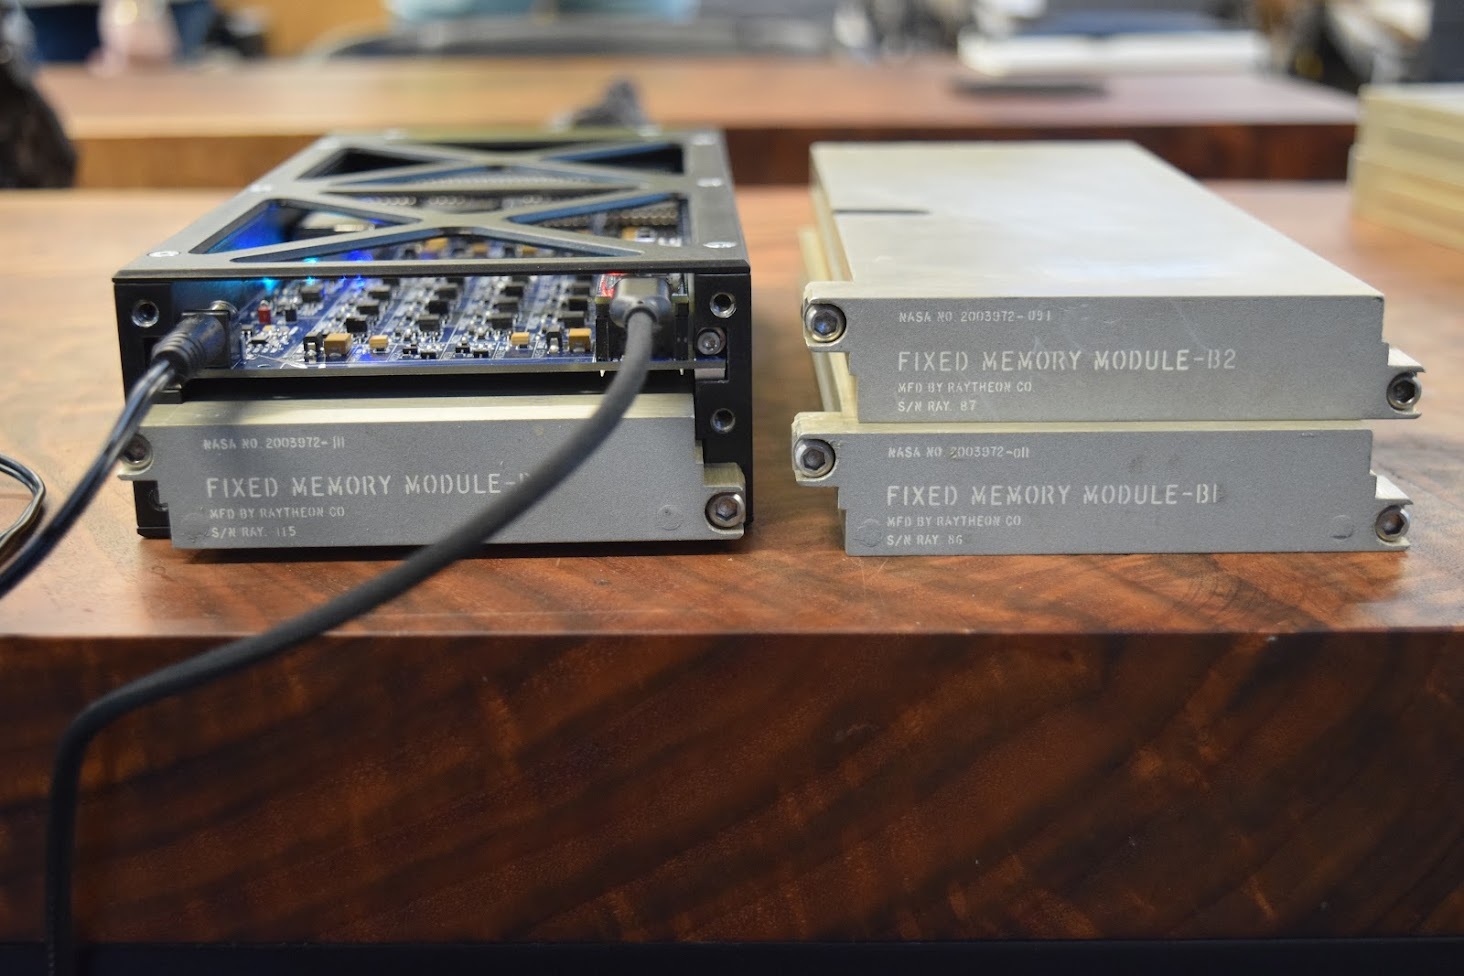 NASA NO. 2003972-111
FIXED MEMORY MODULE-
MFD BY RAYTHEON CO.
S/N RAY. 115
NASA NO. 2003972-091
FIXED MEMORY MODULE-B2
MFD BY RAYTHEON CO.
S/N RAY. 87
NASA NO. 2003972-011
FIXED MEMORY MODULE-B1
MFD BY RAYTHEON CO
S/N RAY. 86